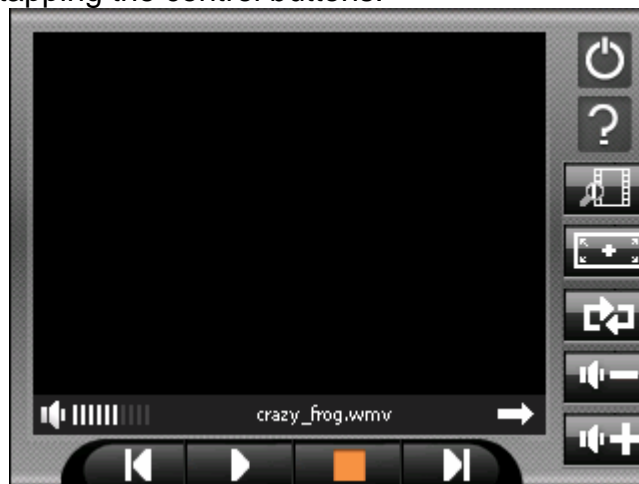 tapping the control buttons.
?
crazy_frog.wmv